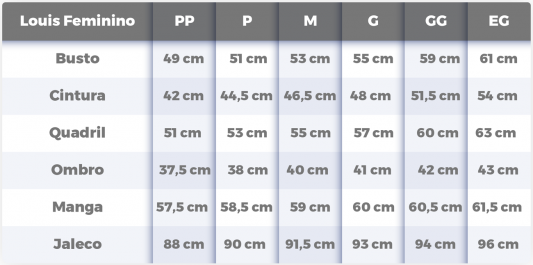 Louis Feminino PP P M G GG EG
Busto 49 cm 51 cm 53 cm 55 cm 59 cm 61 cm
Cintura 42 cm 44,5 cm 46,5 cm 48 cm 51,5 cm 54 cm
Quadril 51 cm 53 cm 55 cm 57 cm 60 cm 63 cm
Ombro 37,5 cm 38 cm 40 cm 41 cm 42 cm 43 cm
Manga 57,5 cm 58,5 cm 59 cm 60 cm 60,5 cm 61,5 cm
Jaleco 88 cm 90 cm 91,5 cm 93 cm 94 cm 96 cm